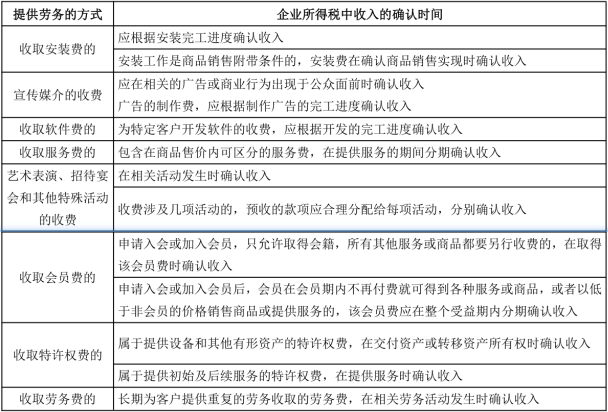 提供劳务的方式 企业所得税中收入的确认时间
收取安装费的
应根据安装完工进度确认收入
安装工作是商品销售附带条件的，安装费在确认商品销售实现时确认收入
宣传媒介的收费
应在相关的广告或商业行为出现于公众面前时确认收入
广告的制作费，应根据制作广告的完工进度确认收入
收取软件费的 为特定客户开发软件的收费，应根据开发的完工进度确认收入
收取服务费的 包含在商品售价内可区分的服务费，在提供服务的期间分期确认收入
艺术表演、招待宴
会和其他特殊活动
的收费
在相关活动发生时确认收入
收费涉及几项活动的，预收的款项应合理分配给每项活动，分别确认收入
收取会员费的
申请入会或加入会员，只允许取得会籍，所有其他服务或商品都要另行收费的，在取得
该会员费时确认收入
申请入会或加入会员后，会员在会员期内不再付费就可得到各种服务或商品，或者以低
于非会员的价格销售商品或提供服务的，该会员费应在整个受益期内分期确认收入
收取特许权费的
属于提供设备和其他有形资产的特许权费，在交付资产或转移资产所有权时确认收入
属于提供初始及后续服务的特许权费，在提供服务时确认收入
收取劳务费的 长期为客户提供重复的劳务收取的劳务费，在相关劳务活动发生时确认收入